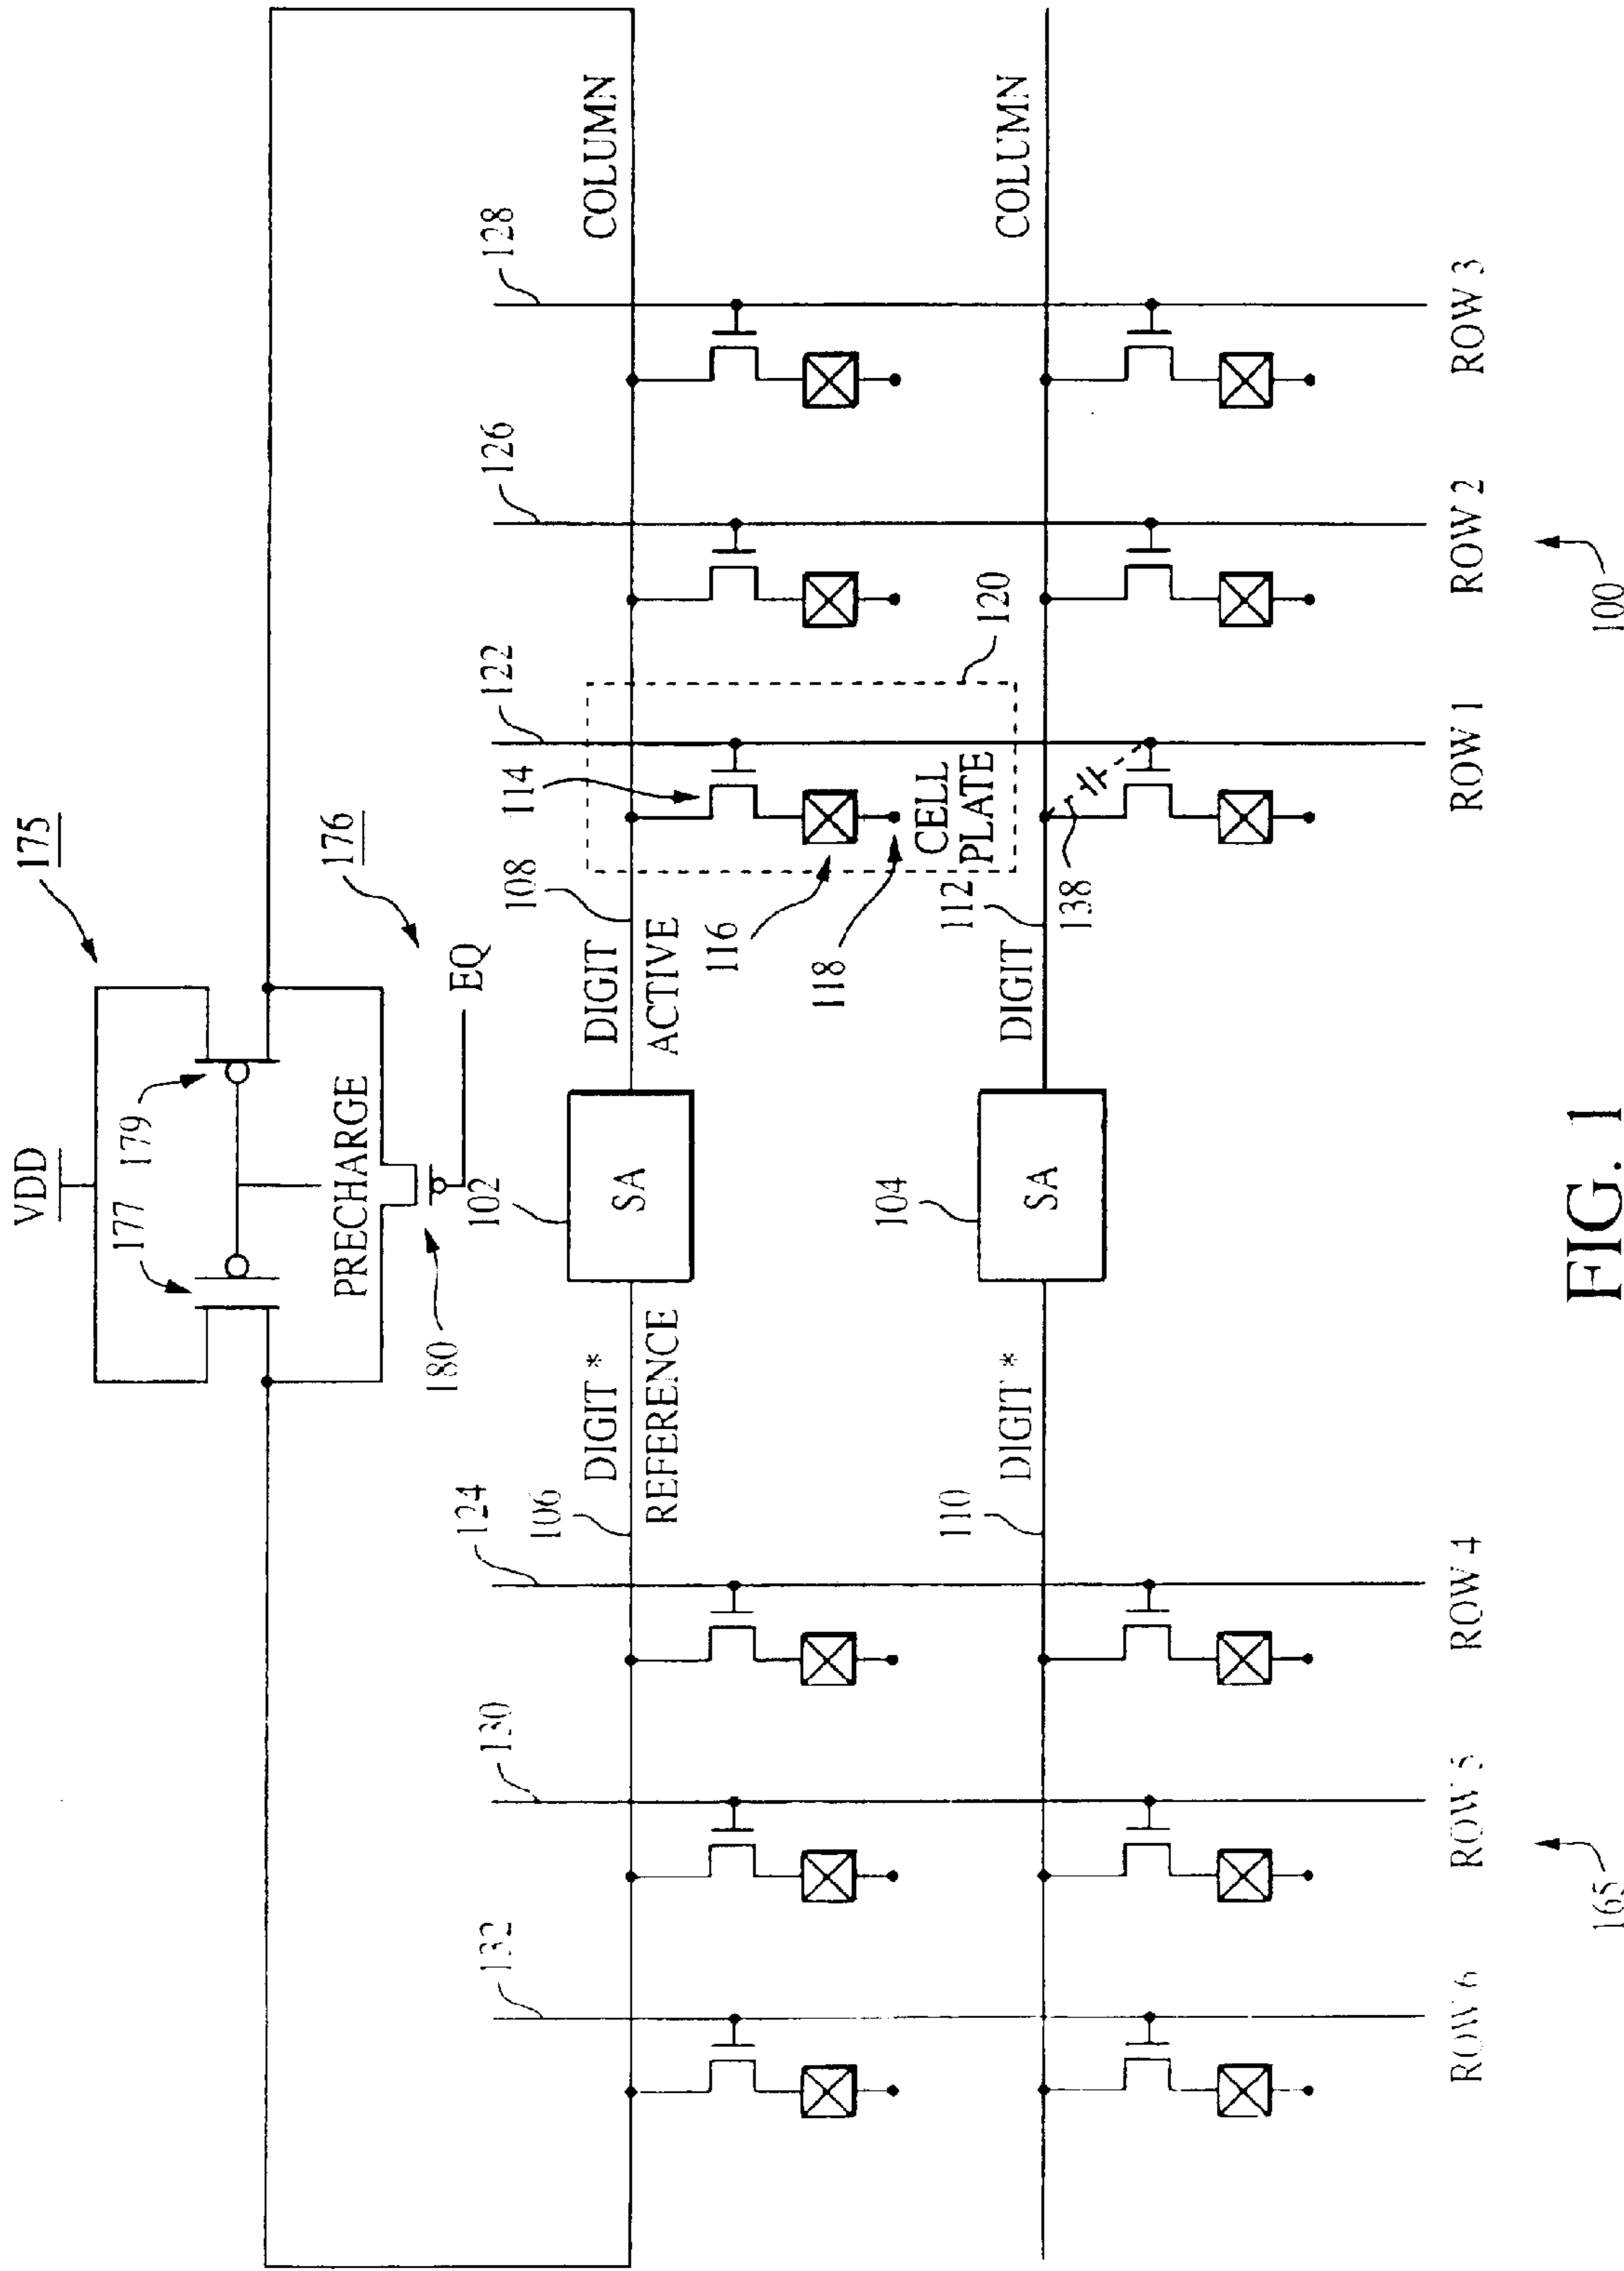 VDD
175
177
179
PRECHARGE
176
180
EQ
132
130
124
102
122
126
128
106
DIGIT *
REFERENCE
SA
DIGIT
ACTIVE
108
114
COLUMN
116
118
CELL
PLATE
120
110
DIGIT *
104
SA
DIGIT
112
138
COLUMN
ROW 6
ROW 5
ROW 4
ROW 1
ROW 2
ROW 3
165
100
FIG. 1